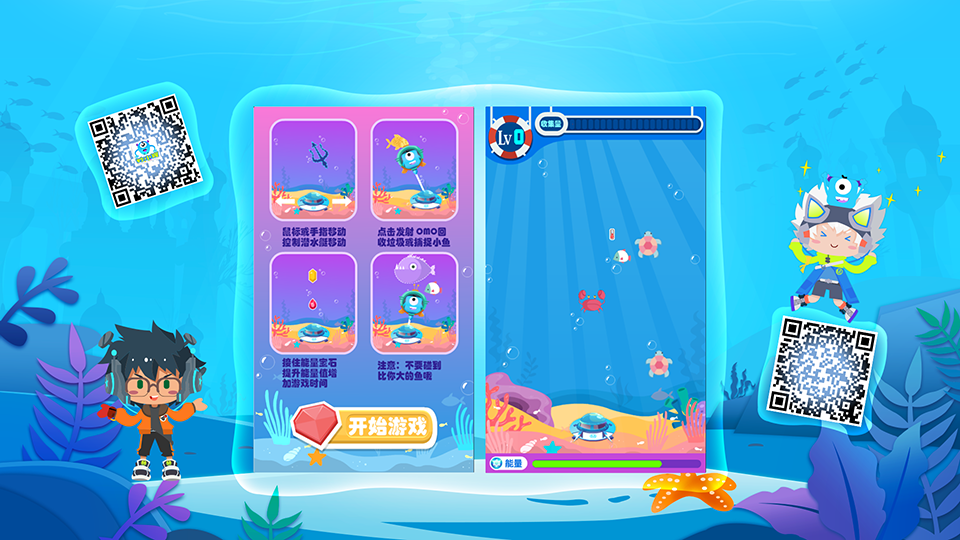 鼠标或手指移动
控制潜水艇移动
点击发射 OMO回
收垃圾或捕捉小鱼
接住能量宝石
提升能量值增
加游戏时间
注意：不要碰到
比你大的鱼哦
开始游戏
Lv 0
收集量
能量